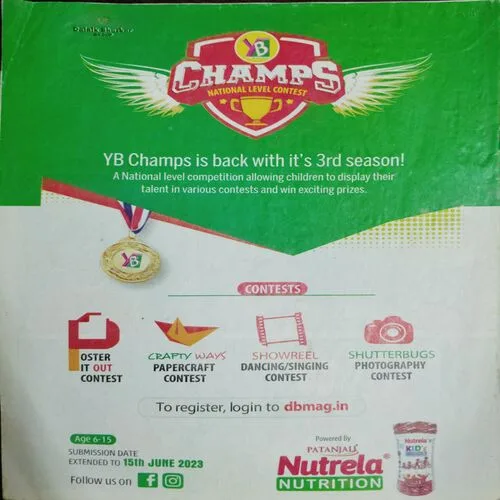 Dainik Bhaskar
YB
CHAMPS
NATIONAL LEVEL CONTEST
YB Champs is back with it's 3rd season!
A National level competition allowing children to display their
talent in various contests and win exciting prizes.
YB
CONTESTS
POSTER
IT OUT
CONTEST
CRAFTY WAYS
PAPERCRAFT
CONTEST
SHOWREEL
DANCING/SINGING
CONTEST
SHUTTERBUGS
PHOTOGRAPHY
CONTEST
To register, login to dbmag.in
Age 6-15
SUBMISSION DATE
EXTENDED TO 15th JUNE 2023
Follow us on
Powered By
PATANJALI
Nutrela
NUTRITION
Nutrela
KID's